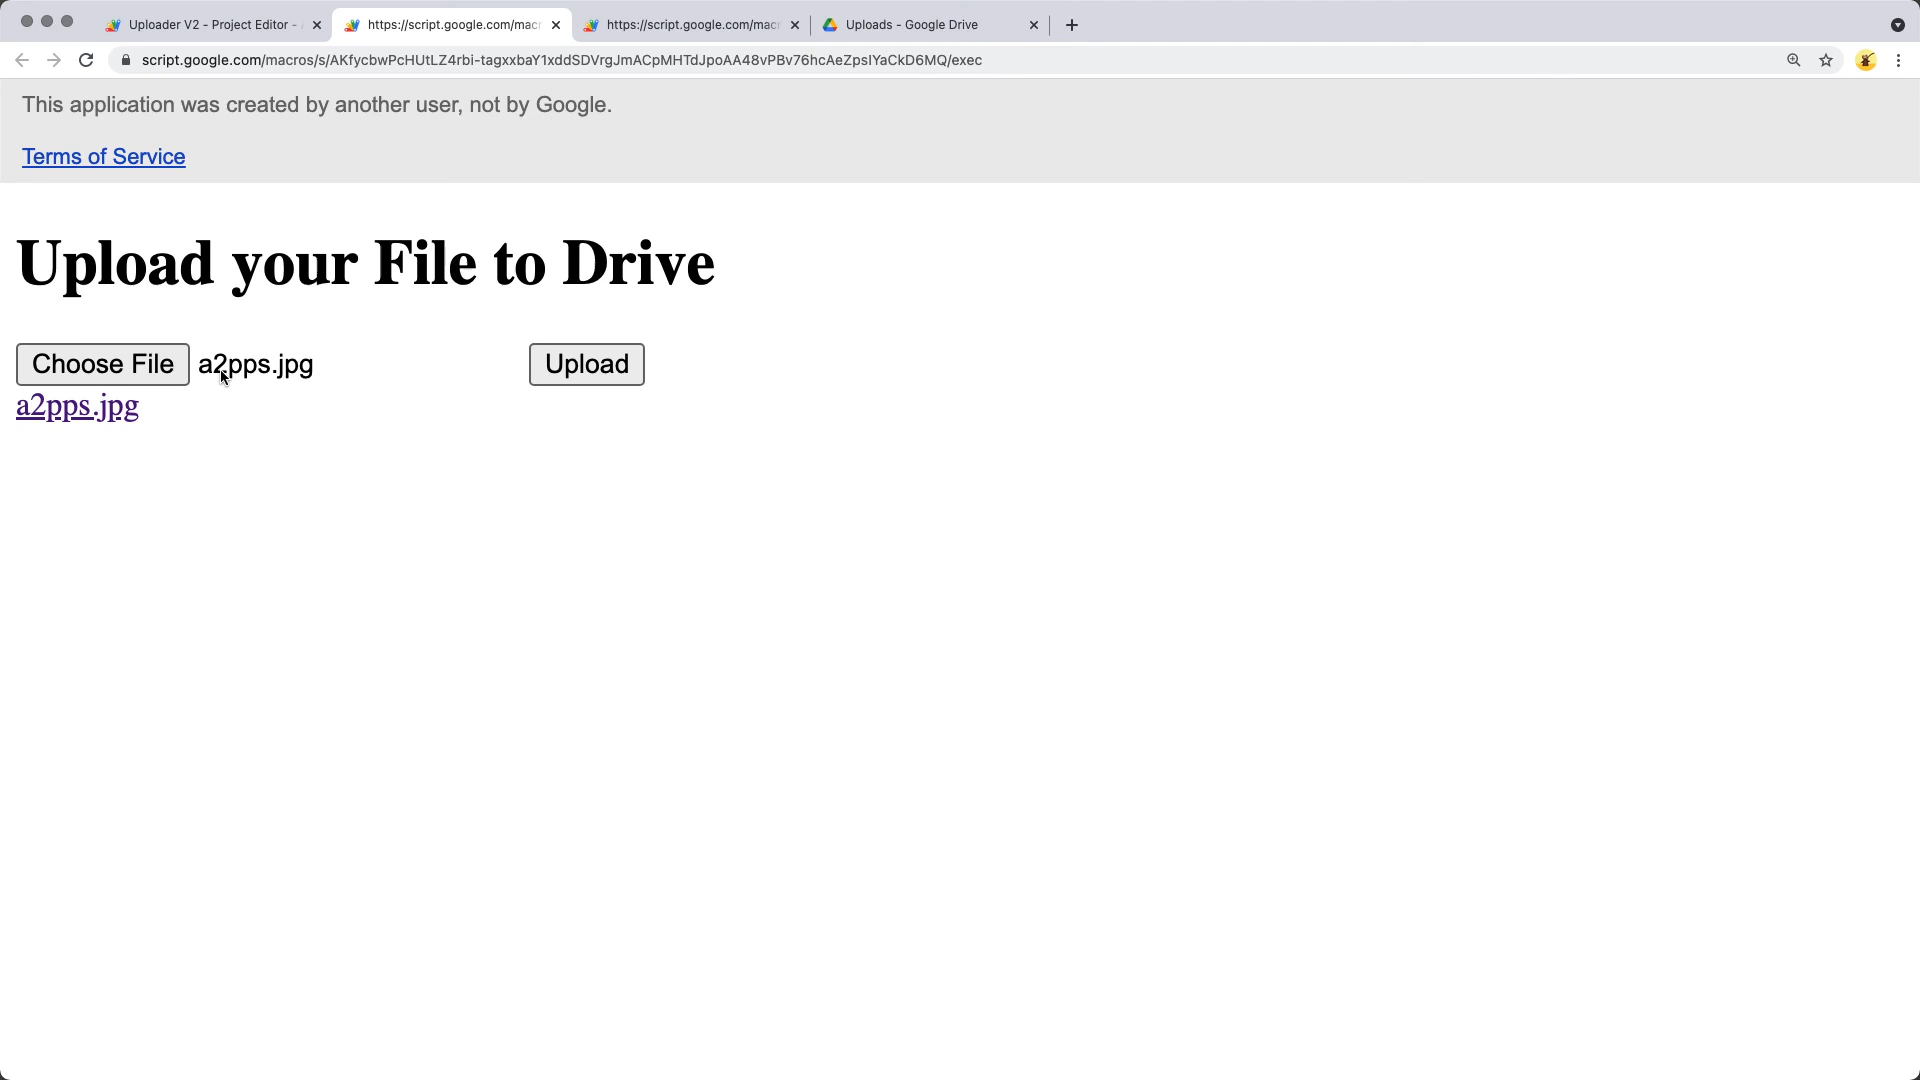 Uploader V2 - Project Editor -
https://script.google.com/macr
https://script.google.com/mac
Uploads - Google Drive
script.google.com/macros/s/AKfycbwPcHUtLZ4rbi-tagxxbaY1xddSDVrgJmACpMHTdJpoAA48vPBv76hcAeZpsIYaCkD6MQ/exec
This application was created by another user, not by Google.
Terms of Service
Upload your File to Drive
Choose File a2pps.jpg Upload
a2pps.jpg